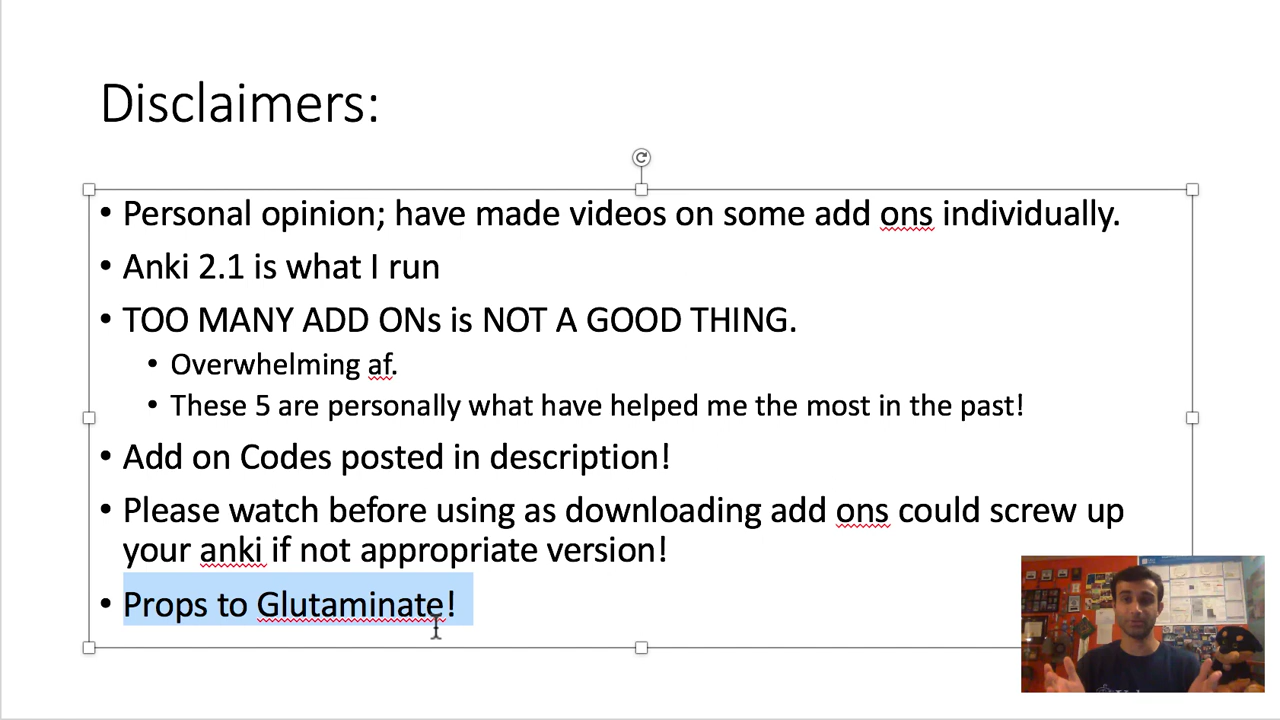 Disclaimers:
• Personal opinion; have made videos on some add ons individually.
• Anki 2.1 is what I run
• TOO MANY ADD ONs is NOT A GOOD THING.
• Overwhelming af.
• These 5 are personally what have helped me the most in the past!
• Add on Codes posted in description!
• Please watch before using as downloading add ons could screw up
your anki if not appropriate version!
• Props to Glutaminate!